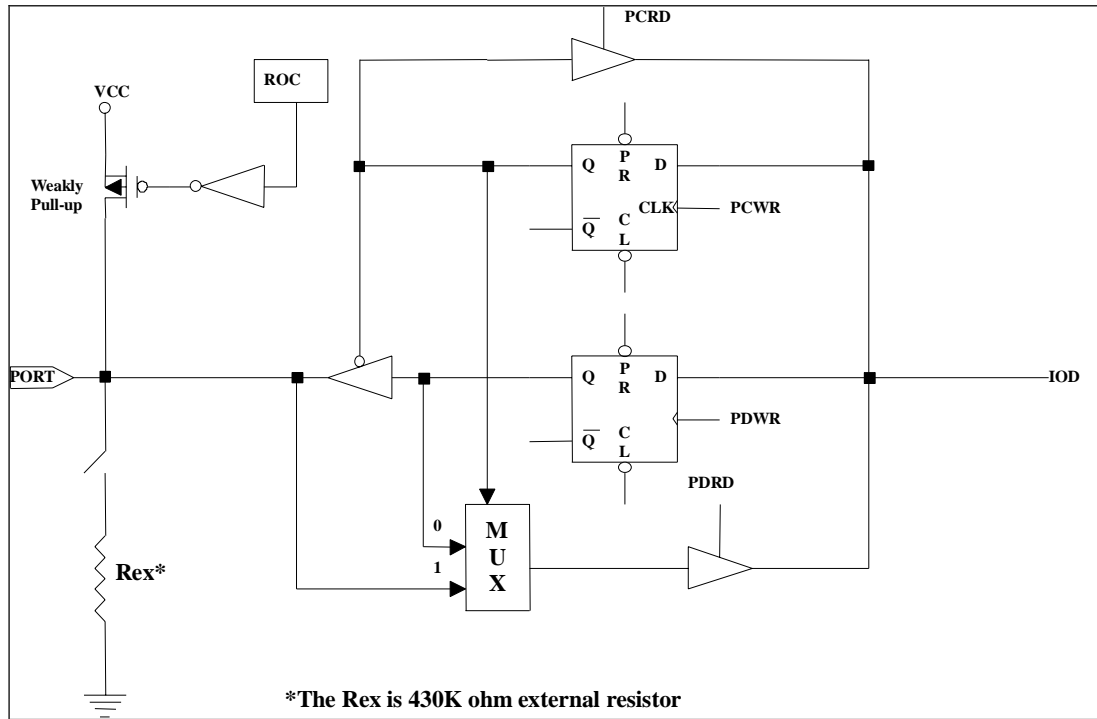 PCRD
ROC
VCC
Weakly
Pull-up
Q
P
R
D
CLK
PCWR
Q
C
L
PORT
Q
P
R
D
IOD
PDWR
Q
C
L
PDRD
0
1
M
U
X
Rex*
*The Rex is 430K ohm external resistor